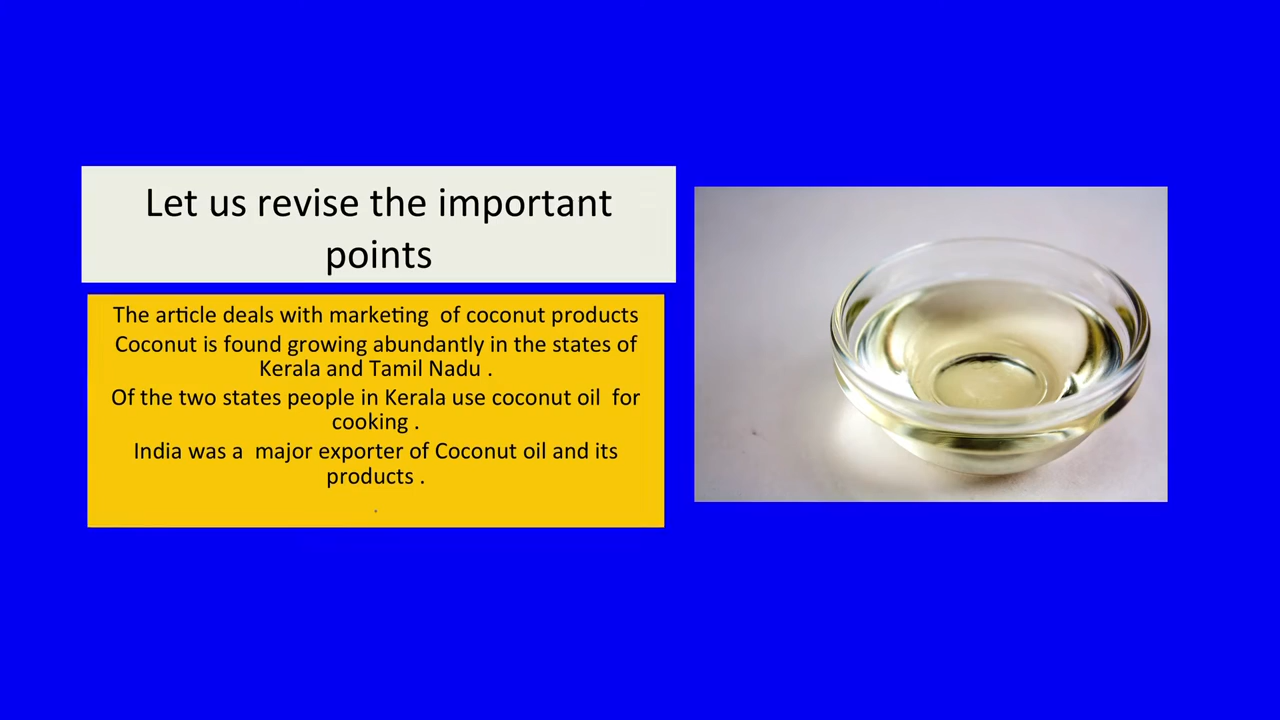 Let us revise the important
points
The article deals with marketing  of coconut products
Coconut is found growing abundantly in the states of
Kerala and Tamil Nadu .
Of the two states people in Kerala use coconut oil  for
cooking .
India was a  major exporter of Coconut oil and its
products .
.